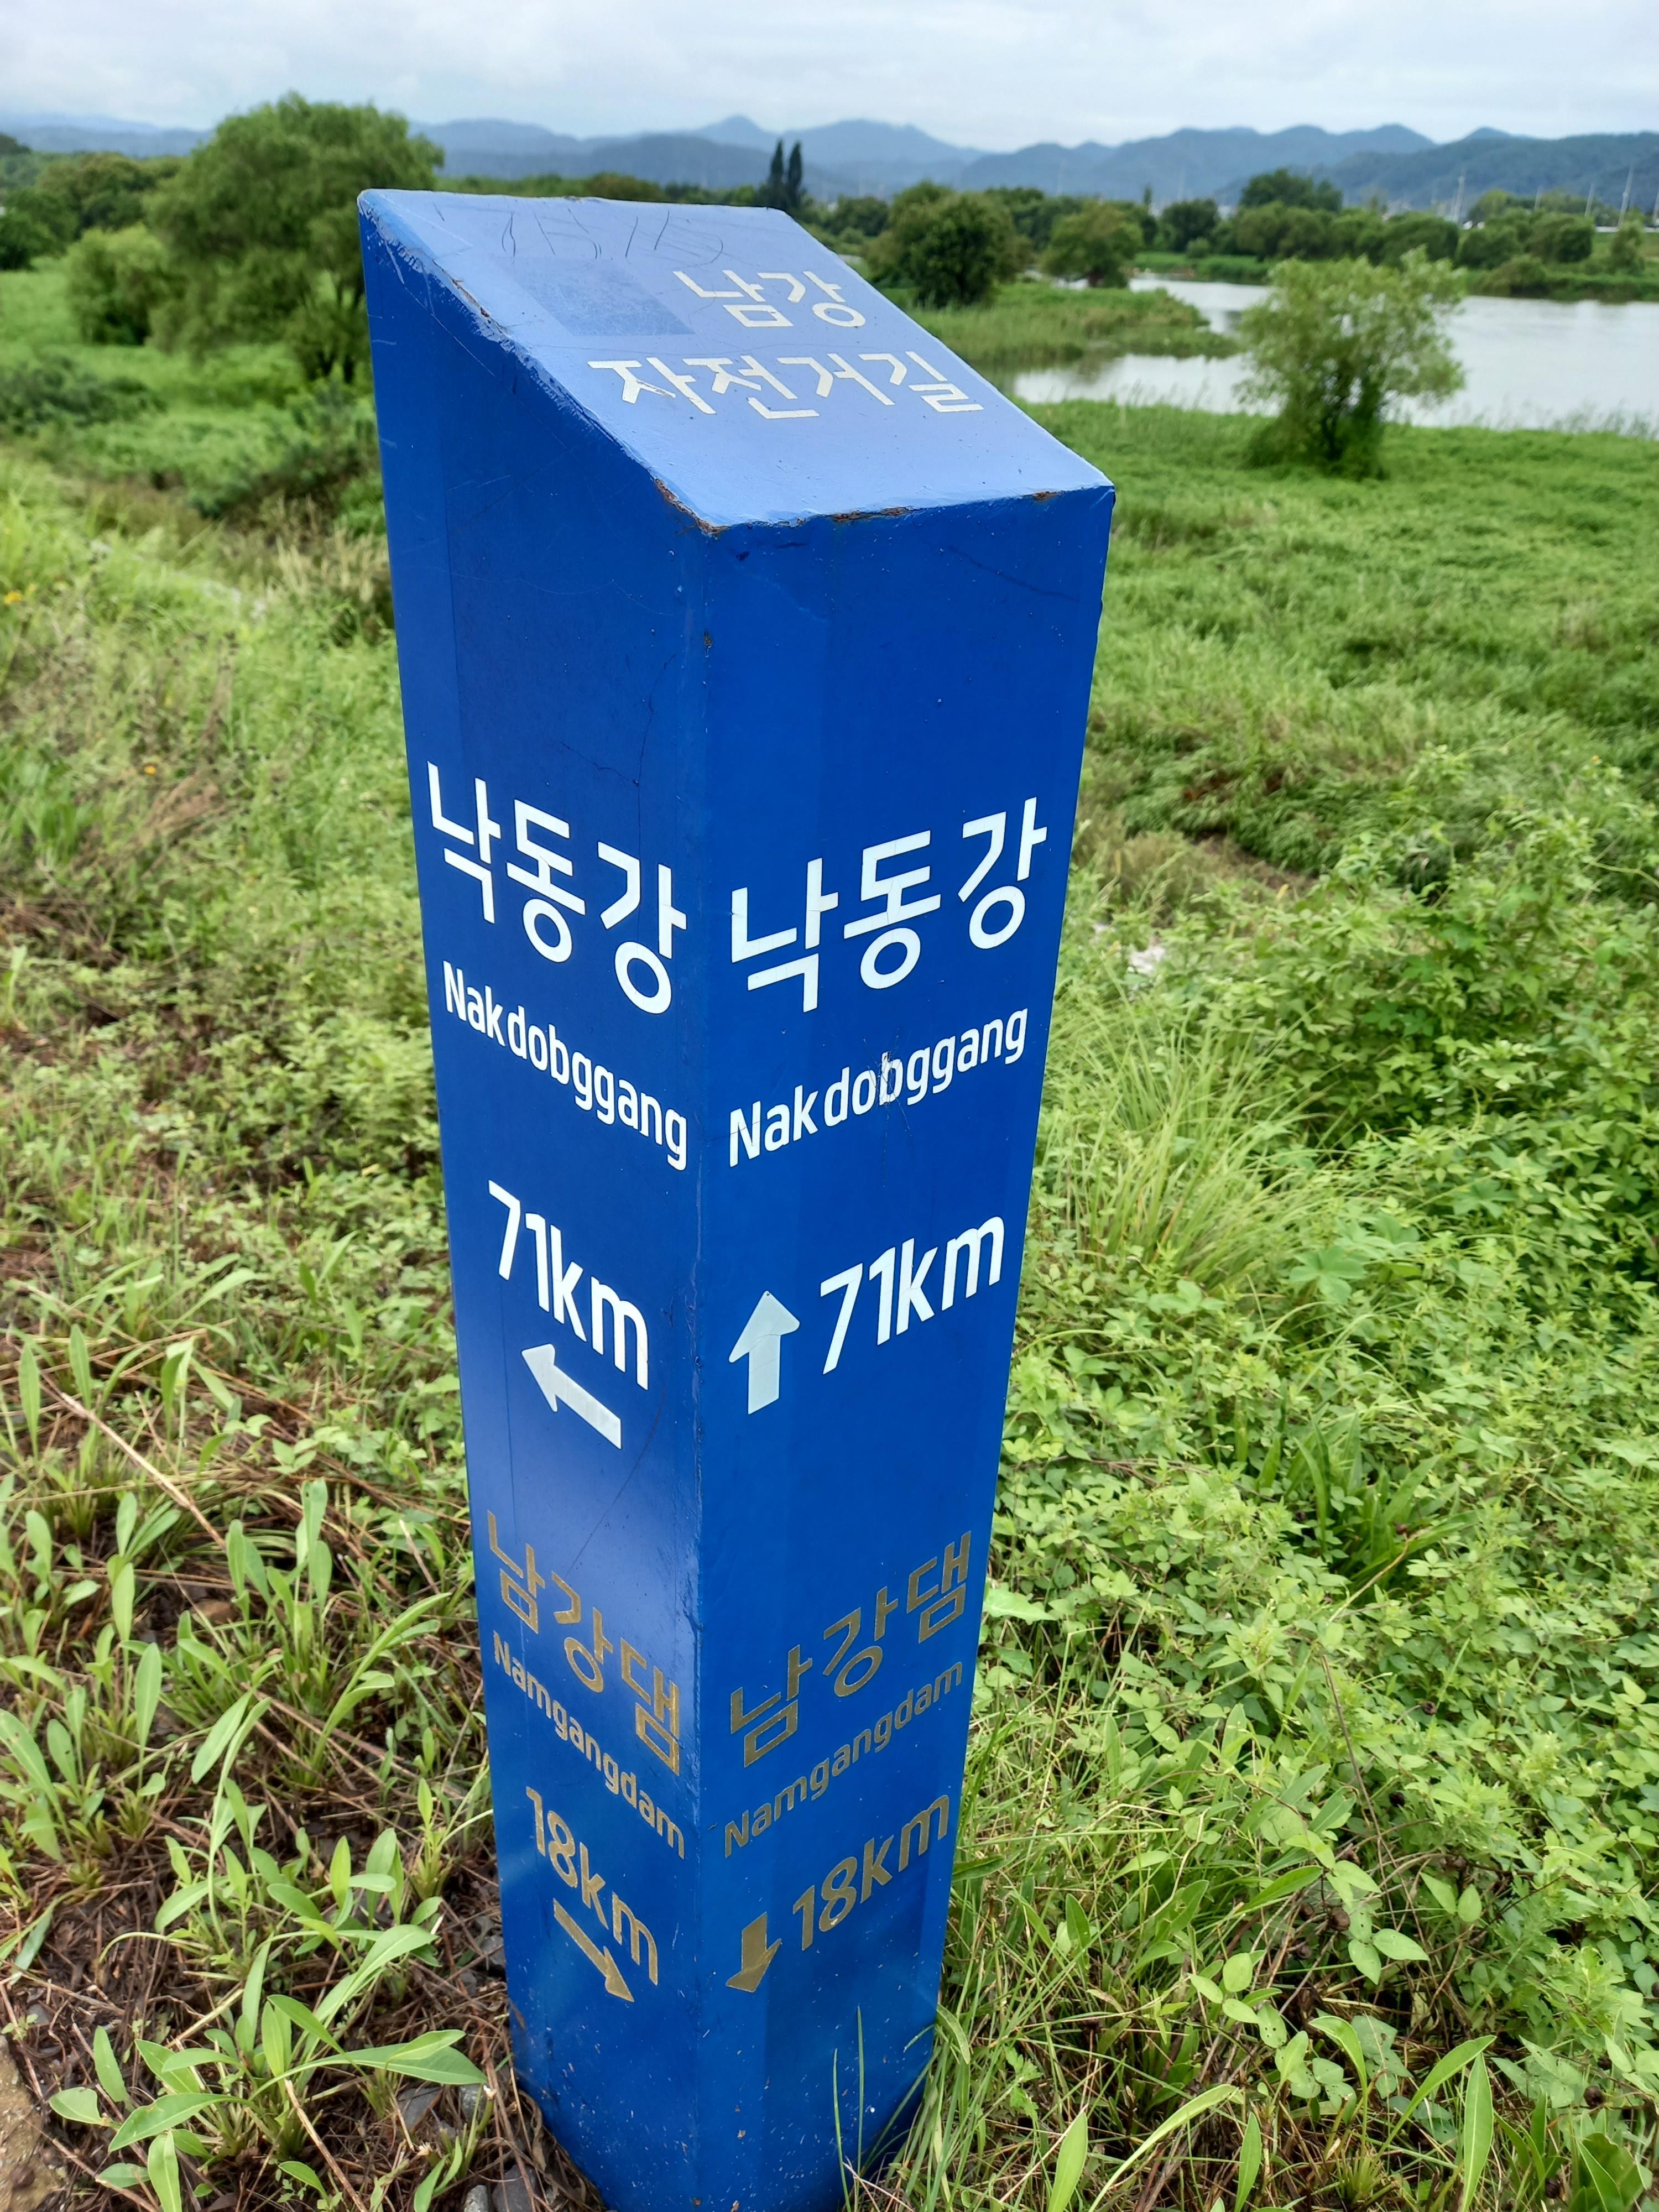 남강
자전거길
낙동강
Nakdobggang
71km
←
남강댐
Namgangdam
18km
→
낙동강
Nakdobggang
↑ 71km
남강댐
Namgangdam
↓ 18km